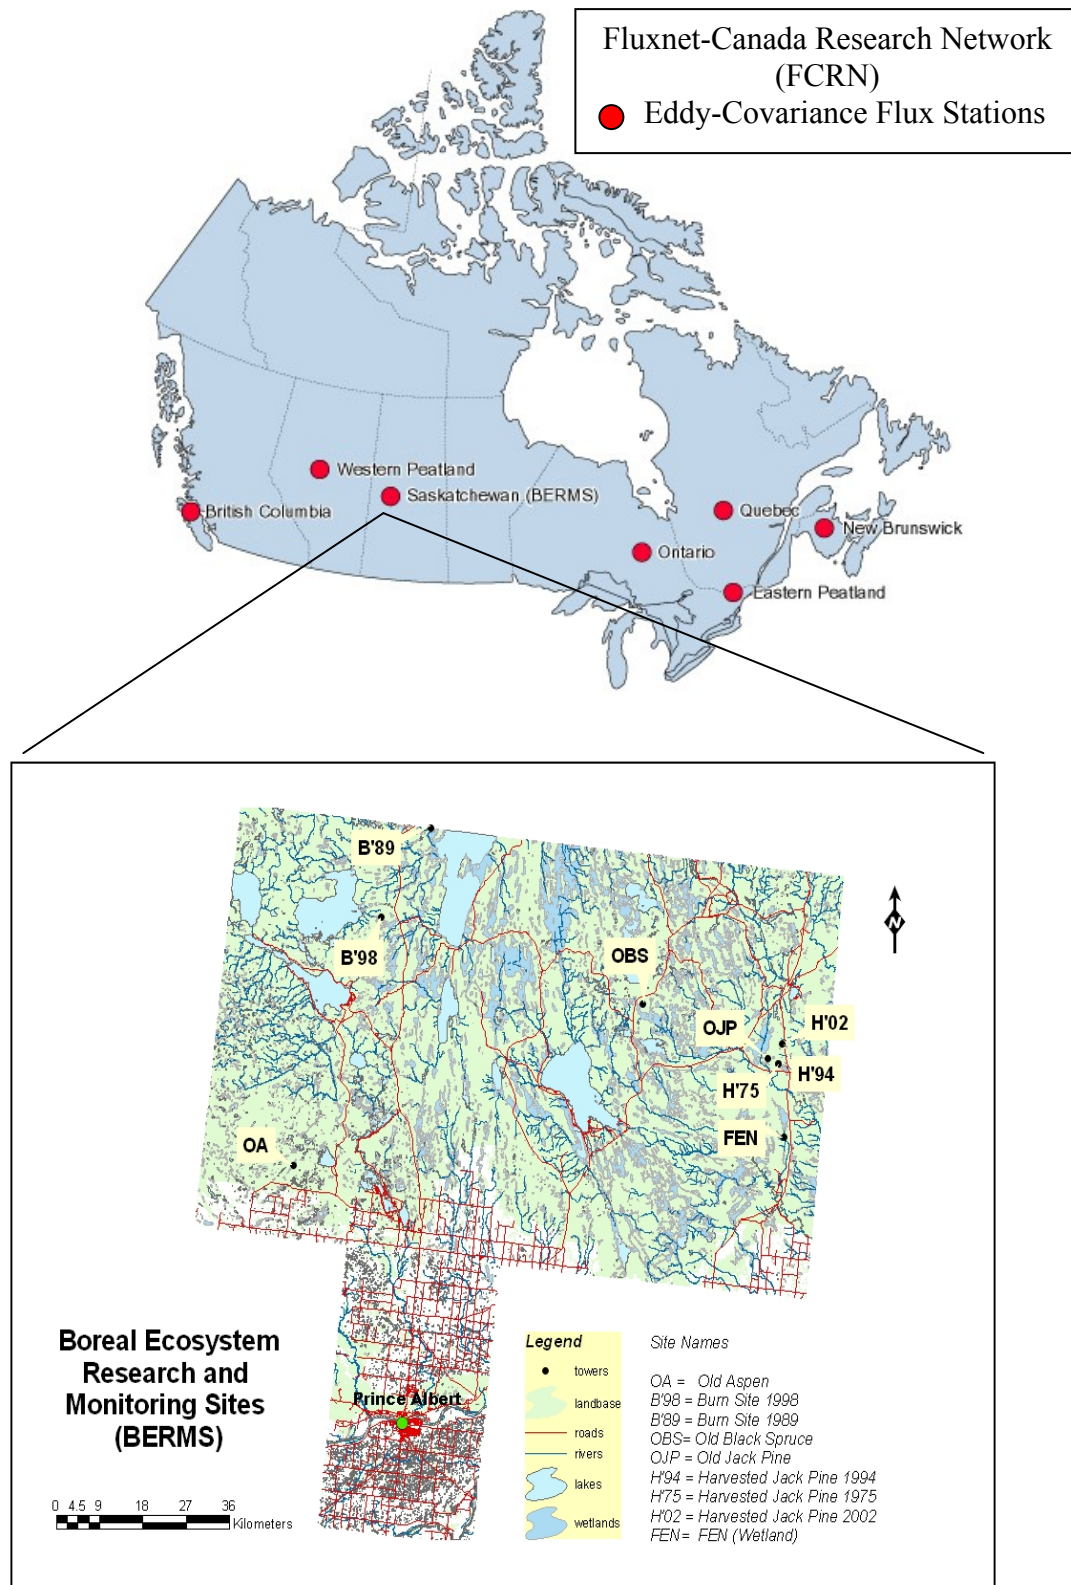 Fluxnet-Canada Research Network
(FCRN)
Eddy-Covariance Flux Stations
Western Peatland
Saskatchewan (BERMS)
British Columbia
Quebec
New Brunswick
Ontario
Eastern Peatland
B'89
B'98
OBS
N
OJP
H'02
H'94
H'75
FEN
OA
Boreal Ecosystem
Research and
Monitoring Sites
(BERMS)
Prince Albert
0 4.5 9 18 27 36
Kilometers
Legend
towers
landbase
roads
rivers
lakes
wetlands
Site Names
OA = Old Aspen
B'98 = Burn Site 1998
B'89 = Burn Site 1989
OBS= Old Black Spruce
OJP = Old Jack Pine
H'94 = Harvested Jack Pine 1994
H'75 = Harvested Jack Pine 1975
H'02 = Harvested Jack Pine 2002
FEN= FEN (Wetland)